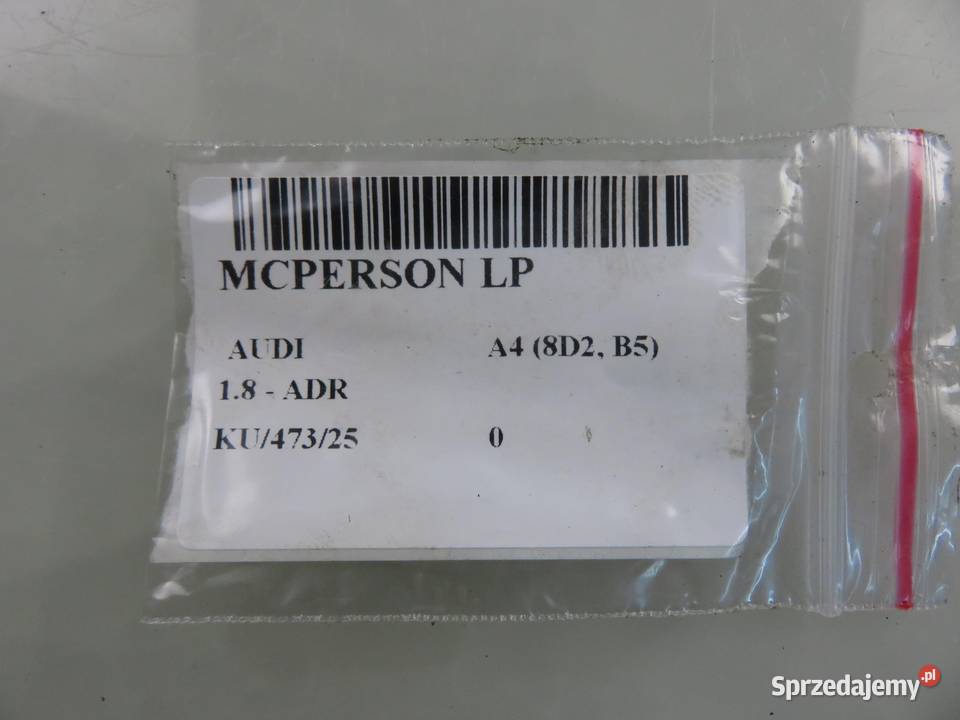 MCPERSON LP
AUDI A4 (8D2, B5)
1.8 - ADR
KU/473/25 0
Sprzedajemy.pl